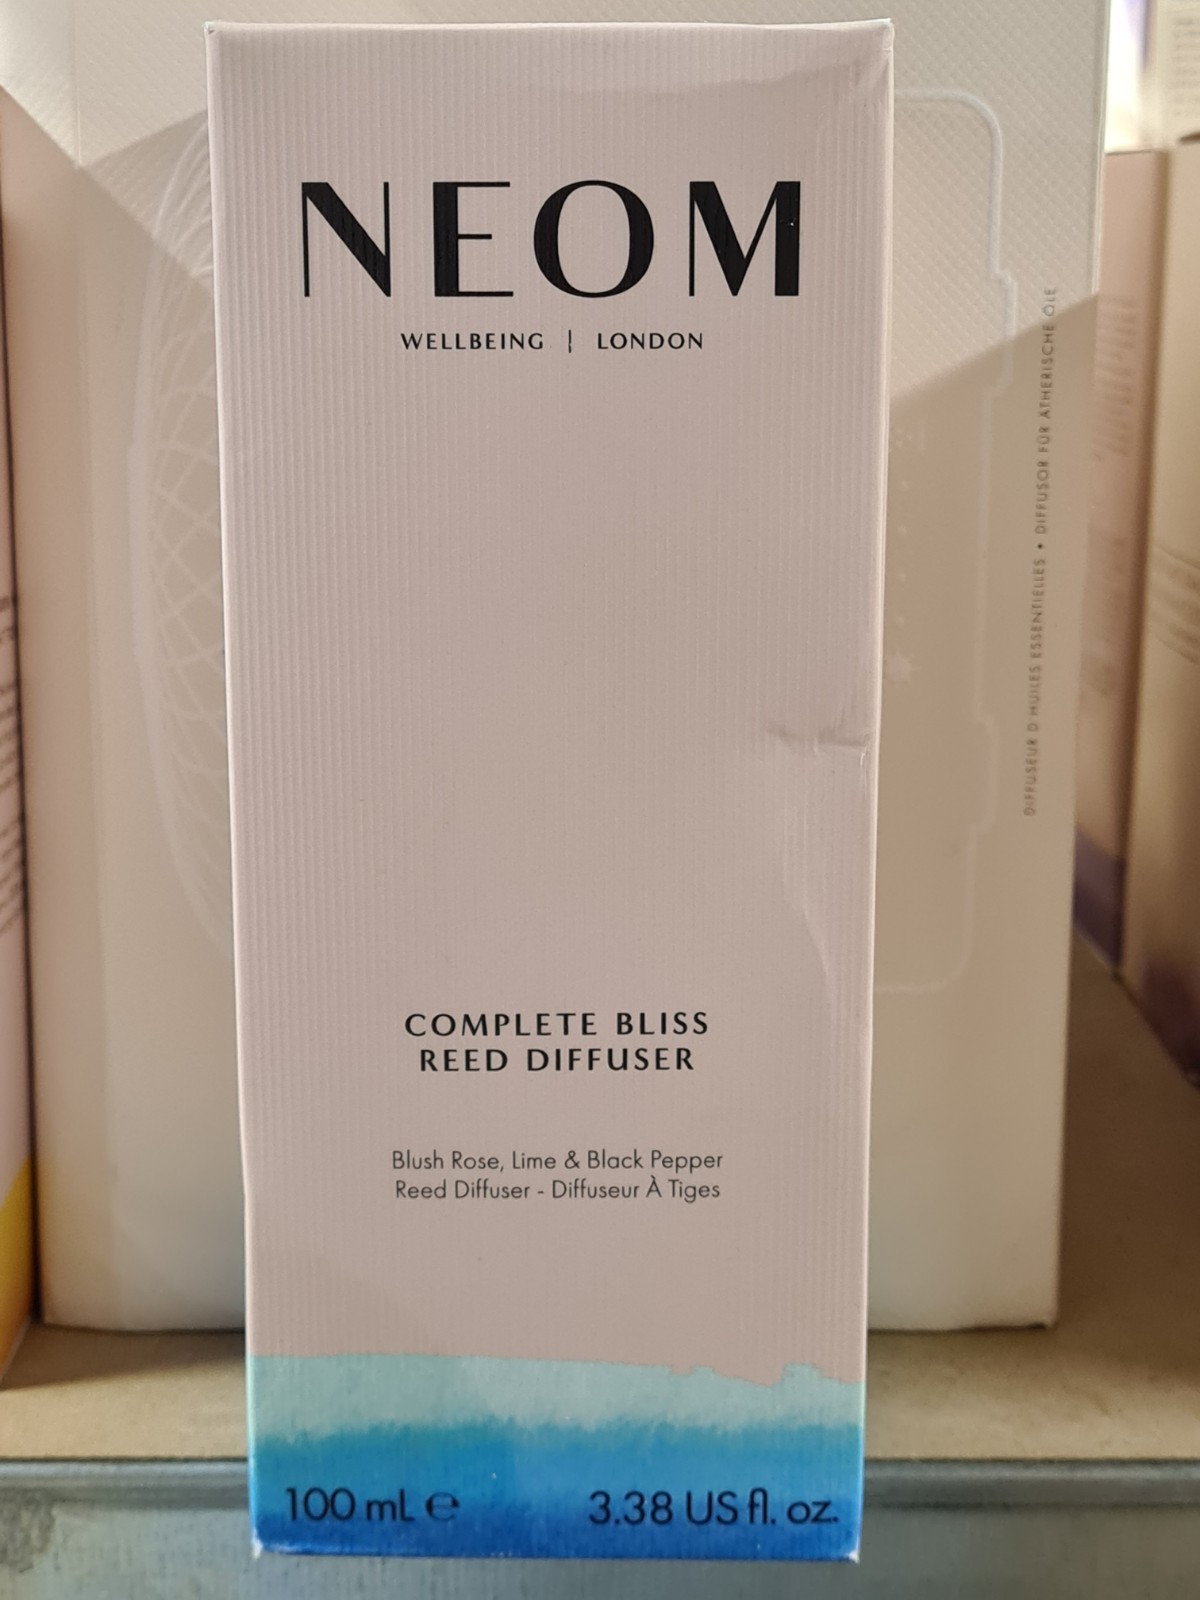 NEOM
WELLBEING | LONDON
COMPLETE BLISS
REED DIFFUSER
Blush Rose, Lime & Black Pepper
Reed Diffuser - Diffuseur À Tiges
100 mL ℮ 3.38 US fl. oz.
DIFFUSEUR D'HUILES ESSENTIELLES • DIFFUSOR FÜR ÄTHERISCHE ÖLE